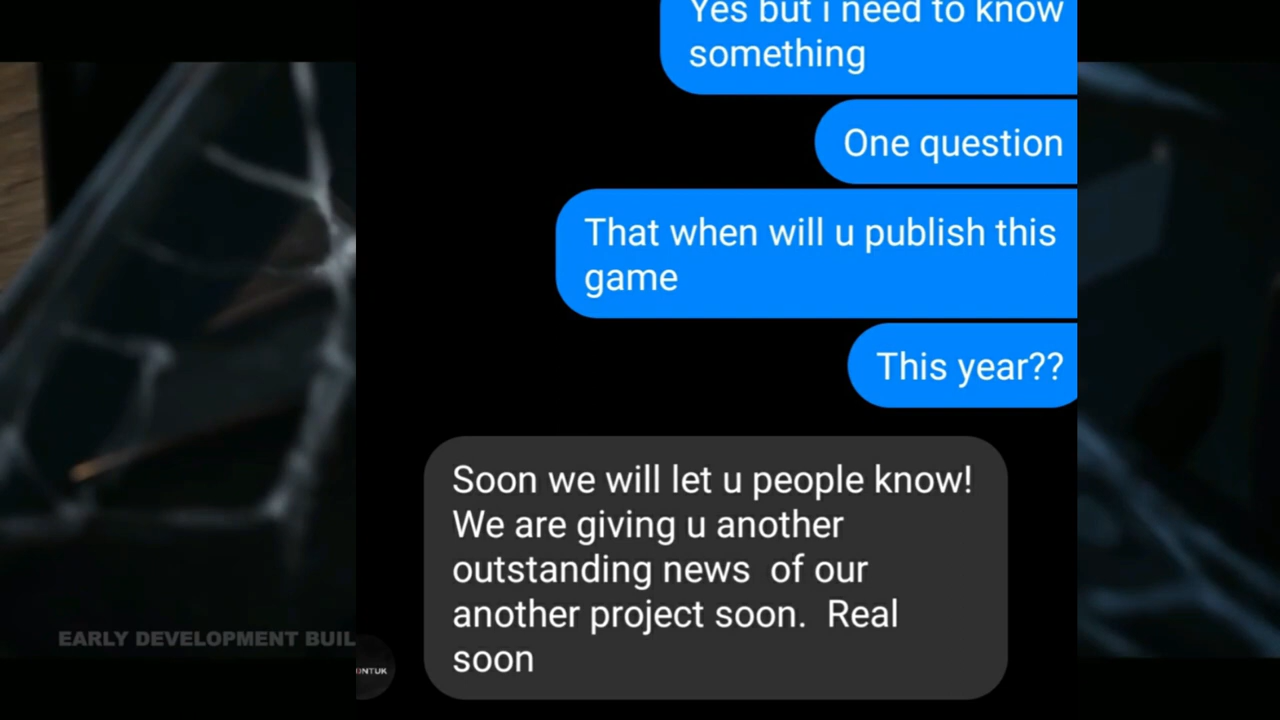 Yes but i need to know
something
One question
That when will u publish this
game
This year??
Soon we will let u people know!
We are giving u another
outstanding news  of our
another project soon.  Real
soon
EARLY DEVELOPMENT BUIL
ONTUK